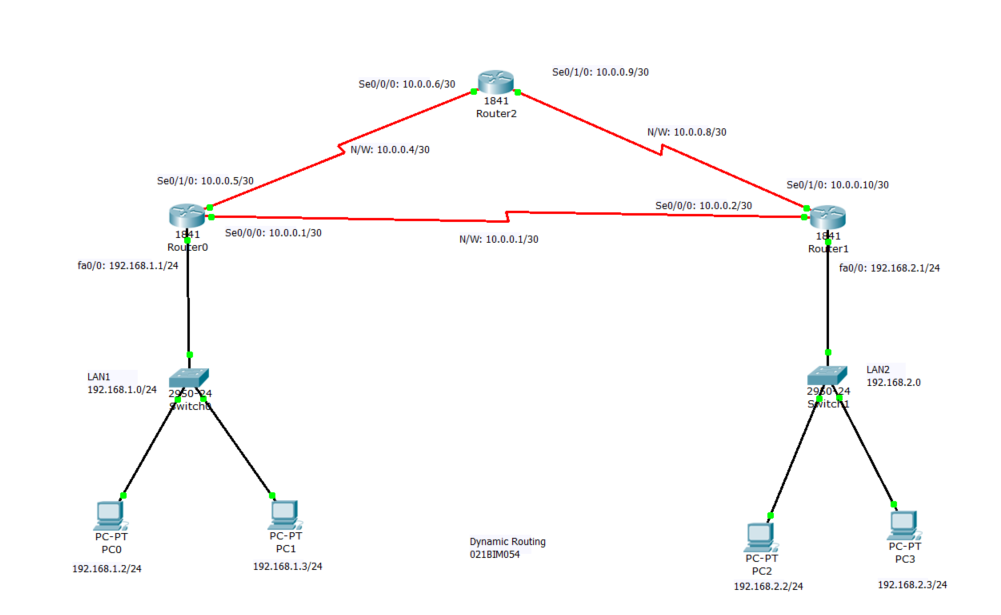 Se0/1/0: 10.0.0.9/30
Se0/0/0: 10.0.0.6/30
1841
Router2
N/W: 10.0.0.8/30
N/W: 10.0.0.4/30
Se0/1/0: 10.0.0.5/30
Se0/1/0: 10.0.0.10/30
Se0/0/0: 10.0.0.2/30
1841
Router0
Se0/0/0: 10.0.0.1/30
N/W: 10.0.0.1/30
1841
Router1
fa0/0: 192.168.1.1/24
fa0/0: 192.168.2.1/24
LAN1
192.168.1.0/24
2950-24
Switch0
LAN2
192.168.2.0
2950-24
Switch1
PC-PT
PC0
192.168.1.2/24
PC-PT
PC1
192.168.1.3/24
Dynamic Routing
021BIM054
PC-PT
PC2
192.168.2.2/24
PC-PT
PC3
192.168.2.3/24